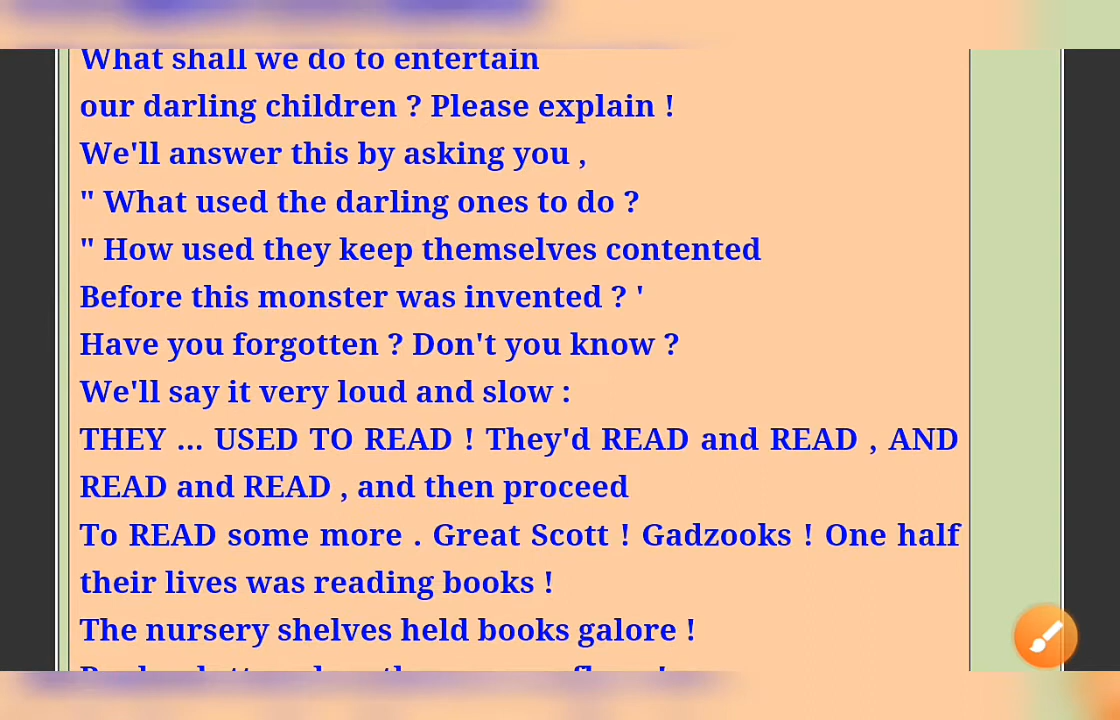 What shall we do to entertain
our darling children ? Please explain !
We'll answer this by asking you ,
" What used the darling ones to do ?
" How used they keep themselves contented
Before this monster was invented ? '
Have you forgotten ? Don't you know ?
We'll say it very loud and slow :
THEY ... USED TO READ ! They'd READ and READ , AND
READ and READ , and then proceed
To READ some more . Great Scott ! Gadzooks ! One half
their lives was reading books !
The nursery shelves held books galore !